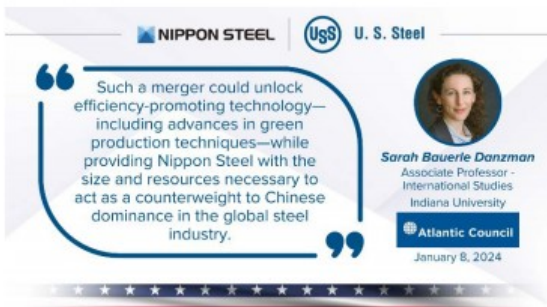 NIPPON STEEL
USS U. S. Steel
Such a merger could unlock
efficiency-promoting technology—
including advances in green
production techniques—while
providing Nippon Steel with the
size and resources necessary to
act as a counterweight to Chinese
dominance in the global steel
industry.
Sarah Bauerle Danzman
Associate Professor -
International Studies
Indiana University
Atlantic Council
January 8, 2024